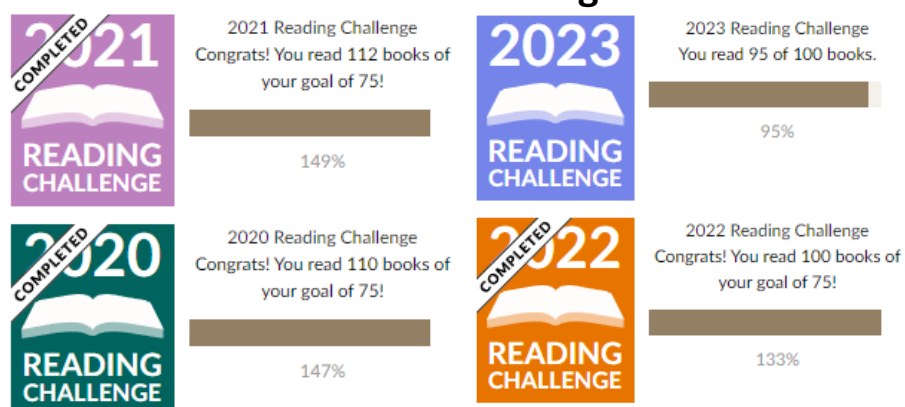 COMPLETED
2021
READING
CHALLENGE
2021 Reading Challenge
Congrats! You read 112 books of
your goal of 75!
149%
2023
READING
CHALLENGE
2023 Reading Challenge
You read 95 of 100 books.
95%
COMPLETED
2020
READING
CHALLENGE
2020 Reading Challenge
Congrats! You read 110 books of
your goal of 75!
147%
COMPLETED
2022
READING
CHALLENGE
2022 Reading Challenge
Congrats! You read 100 books of
your goal of 75!
133%